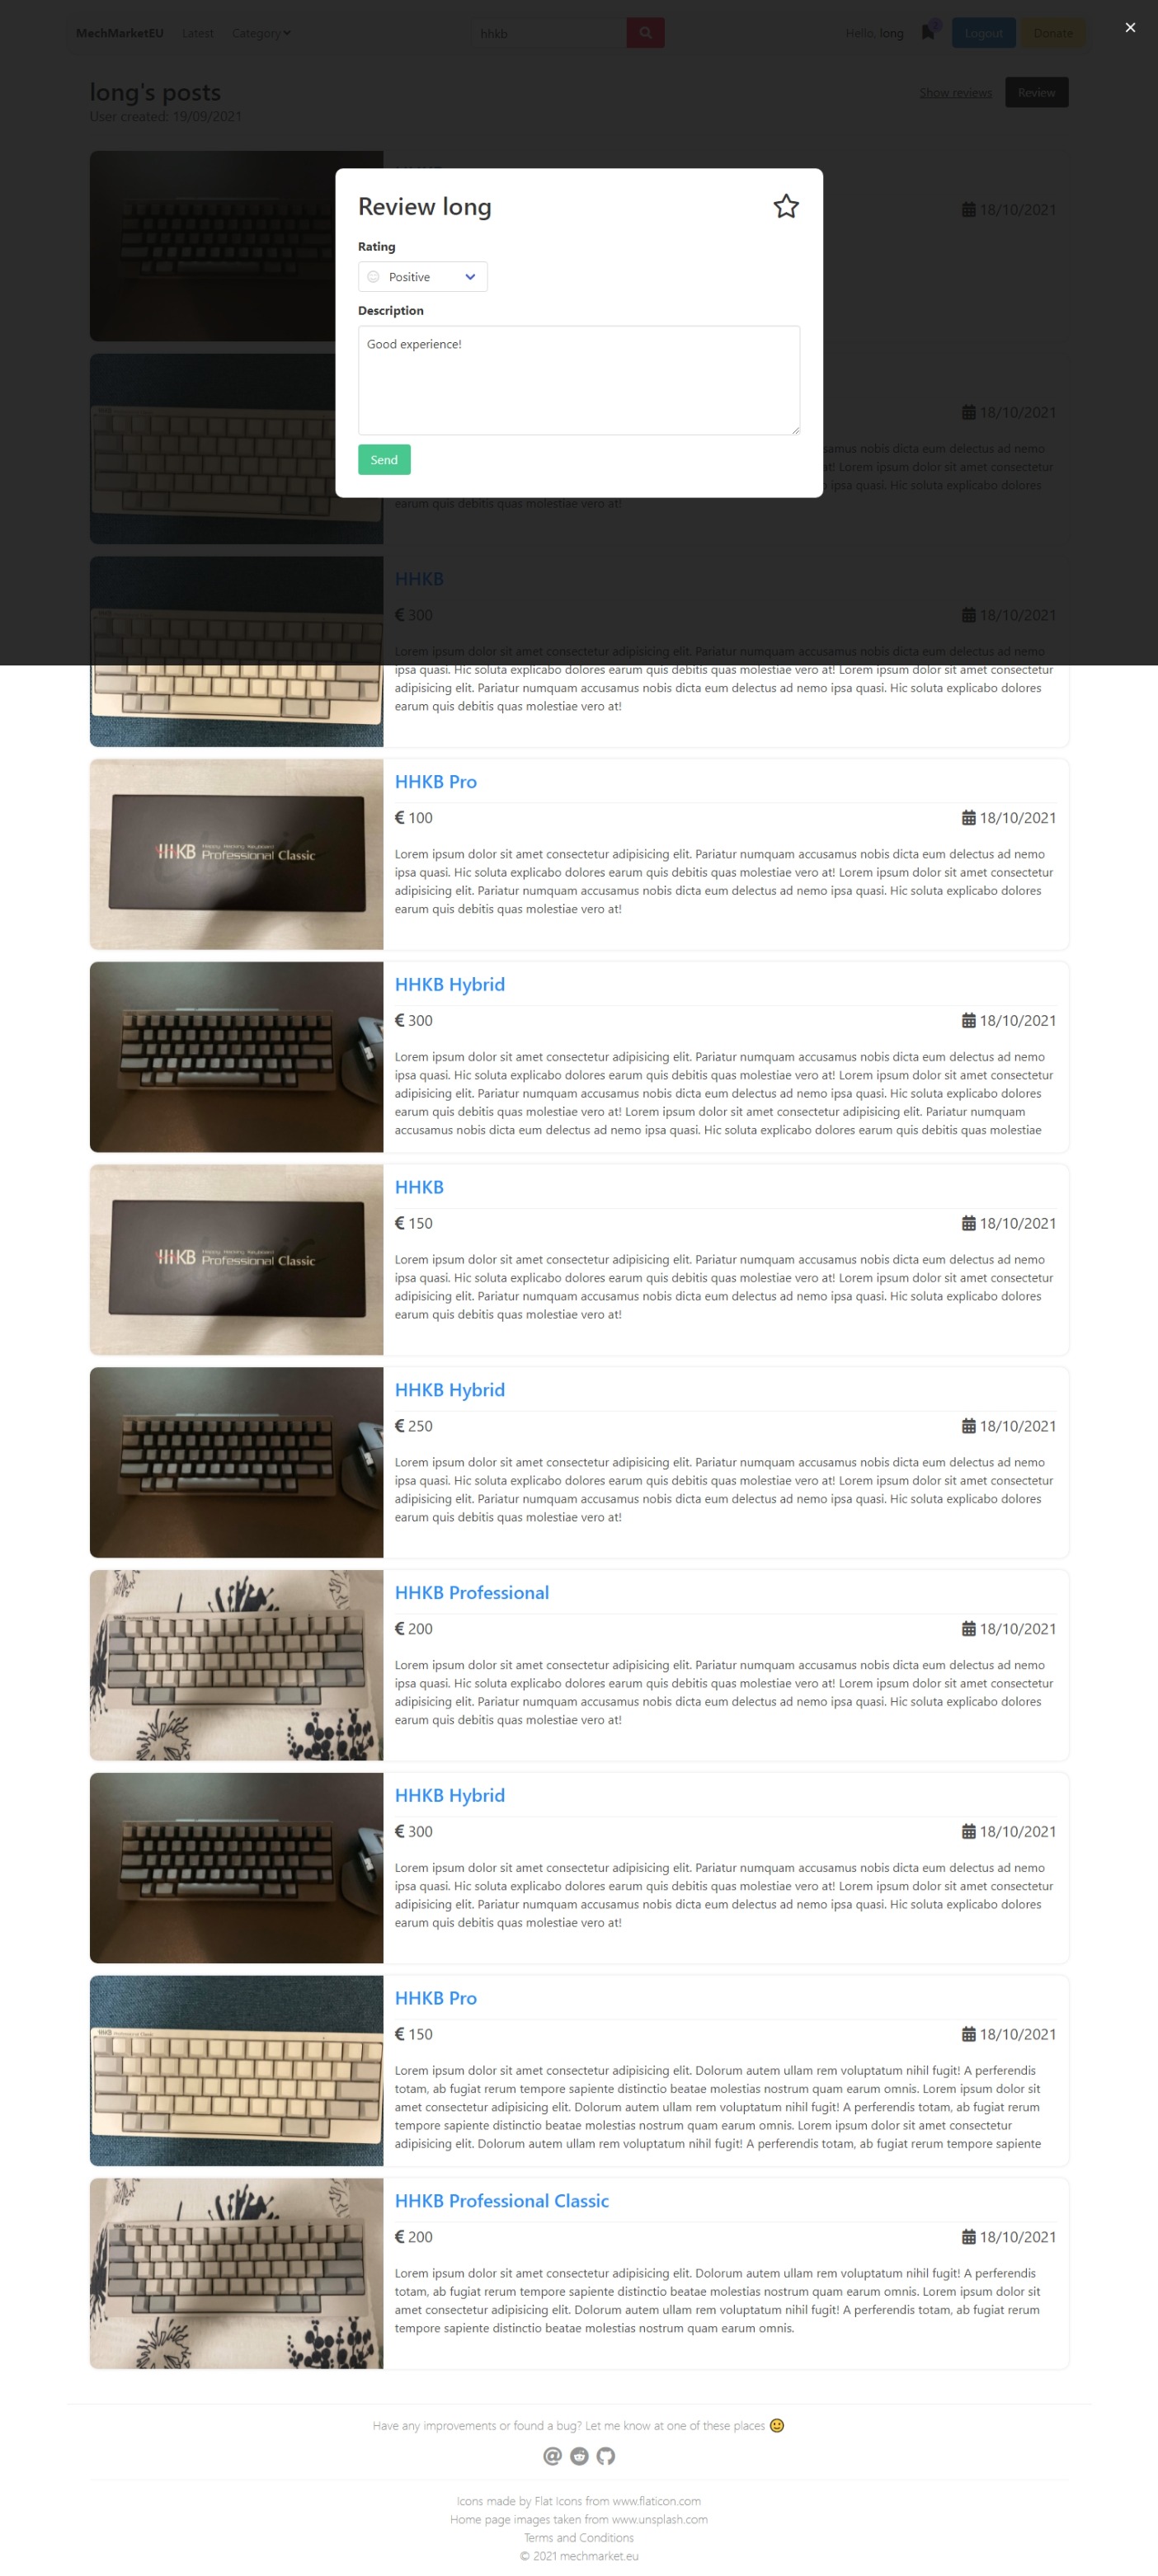 MechMarketEU Latest Category hhkb Hello, long 2 Logout Donate
long's posts
Show reviews Review
User created: 19/09/2021
18/10/2021
Review long
Rating
Positive
Description
Good experience!
Send
18/10/2021
earum quis debitis quas molestiae vero at!
HHKB
€ 300 18/10/2021
Lorem ipsum dolor sit amet consectetur adipisicing elit. Pariatur numquam accusamus nobis dicta eum delectus ad nemo
ipsa quasi. Hic soluta explicabo dolores earum quis debitis quas molestiae vero at! Lorem ipsum dolor sit amet consectetur
adipisicing elit. Pariatur numquam accusamus nobis dicta eum delectus ad nemo ipsa quasi. Hic soluta explicabo dolores
earum quis debitis quas molestiae vero at!
HHKB Pro
€ 100 18/10/2021
HHKB Professional Classic
Lorem ipsum dolor sit amet consectetur adipisicing elit. Pariatur numquam accusamus nobis dicta eum delectus ad nemo
ipsa quasi. Hic soluta explicabo dolores earum quis debitis quas molestiae vero at! Lorem ipsum dolor sit amet consectetur
adipisicing elit. Pariatur numquam accusamus nobis dicta eum delectus ad nemo ipsa quasi. Hic soluta explicabo dolores
earum quis debitis quas molestiae vero at!
HHKB Hybrid
€ 300 18/10/2021
Lorem ipsum dolor sit amet consectetur adipisicing elit. Pariatur numquam accusamus nobis dicta eum delectus ad nemo
ipsa quasi. Hic soluta explicabo dolores earum quis debitis quas molestiae vero at! Lorem ipsum dolor sit amet consectetur
adipisicing elit. Pariatur numquam accusamus nobis dicta eum delectus ad nemo ipsa quasi. Hic soluta explicabo dolores
earum quis debitis quas molestiae vero at! Lorem ipsum dolor sit amet consectetur adipisicing elit. Pariatur numquam
accusamus nobis dicta eum delectus ad nemo ipsa quasi. Hic soluta explicabo dolores earum quis debitis quas molestiae
HHKB
€ 150 18/10/2021
HHKB Professional Classic
Lorem ipsum dolor sit amet consectetur adipisicing elit. Pariatur numquam accusamus nobis dicta eum delectus ad nemo
ipsa quasi. Hic soluta explicabo dolores earum quis debitis quas molestiae vero at! Lorem ipsum dolor sit amet consectetur
adipisicing elit. Pariatur numquam accusamus nobis dicta eum delectus ad nemo ipsa quasi. Hic soluta explicabo dolores
earum quis debitis quas molestiae vero at!
HHKB Hybrid
€ 250 18/10/2021
Lorem ipsum dolor sit amet consectetur adipisicing elit. Pariatur numquam accusamus nobis dicta eum delectus ad nemo
ipsa quasi. Hic soluta explicabo dolores earum quis debitis quas molestiae vero at! Lorem ipsum dolor sit amet consectetur
adipisicing elit. Pariatur numquam accusamus nobis dicta eum delectus ad nemo ipsa quasi. Hic soluta explicabo dolores
earum quis debitis quas molestiae vero at!
HHKB Professional
€ 200 18/10/2021
Lorem ipsum dolor sit amet consectetur adipisicing elit. Pariatur numquam accusamus nobis dicta eum delectus ad nemo
ipsa quasi. Hic soluta explicabo dolores earum quis debitis quas molestiae vero at! Lorem ipsum dolor sit amet consectetur
adipisicing elit. Pariatur numquam accusamus nobis dicta eum delectus ad nemo ipsa quasi. Hic soluta explicabo dolores
earum quis debitis quas molestiae vero at!
HHKB Hybrid
€ 300 18/10/2021
Lorem ipsum dolor sit amet consectetur adipisicing elit. Pariatur numquam accusamus nobis dicta eum delectus ad nemo
ipsa quasi. Hic soluta explicabo dolores earum quis debitis quas molestiae vero at! Lorem ipsum dolor sit amet consectetur
adipisicing elit. Pariatur numquam accusamus nobis dicta eum delectus ad nemo ipsa quasi. Hic soluta explicabo dolores
earum quis debitis quas molestiae vero at!
HHKB Pro
€ 150 18/10/2021
Lorem ipsum dolor sit amet consectetur adipisicing elit. Dolorum autem ullam rem voluptatum nihil fugit! A perferendis
totam, ab fugiat rerum tempore sapiente distinctio beatae molestias nostrum quam earum omnis. Lorem ipsum dolor sit
amet consectetur adipisicing elit. Dolorum autem ullam rem voluptatum nihil fugit! A perferendis totam, ab fugiat rerum
tempore sapiente distinctio beatae molestias nostrum quam earum omnis. Lorem ipsum dolor sit amet consectetur
adipisicing elit. Dolorum autem ullam rem voluptatum nihil fugit! A perferendis totam, ab fugiat rerum tempore sapiente
HHKB Professional Classic
€ 200 18/10/2021
Lorem ipsum dolor sit amet consectetur adipisicing elit. Dolorum autem ullam rem voluptatum nihil fugit! A perferendis
totam, ab fugiat rerum tempore sapiente distinctio beatae molestias nostrum quam earum omnis. Lorem ipsum dolor sit
amet consectetur adipisicing elit. Dolorum autem ullam rem voluptatum nihil fugit! A perferendis totam, ab fugiat rerum
tempore sapiente distinctio beatae molestias nostrum quam earum omnis.
Have any improvements or found a bug? Let me know at one of these places 🙂
Icons made by Flat Icons from www.flaticon.com
Home page images taken from www.unsplash.com
Terms and Conditions
© 2021 mechmarket.eu